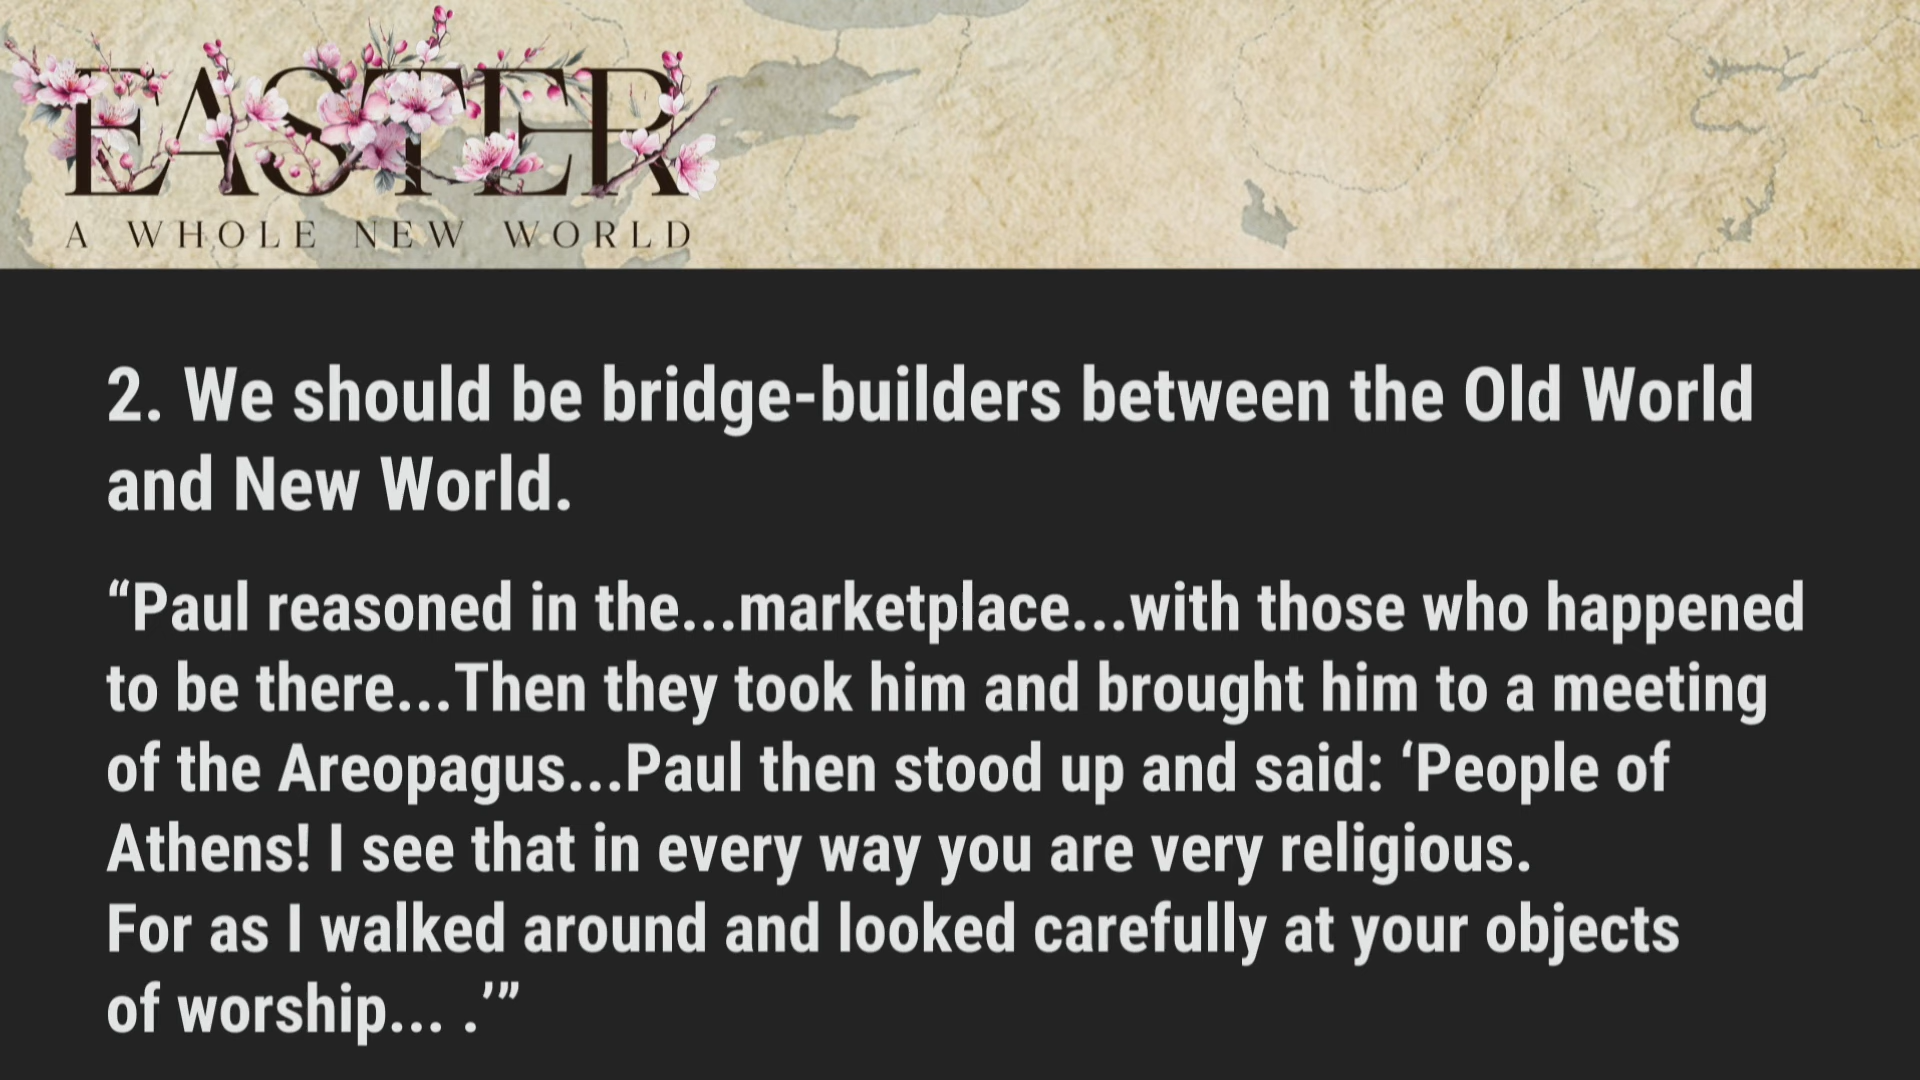 EASTER
A WHOLE NEW WORLD
2. We should be bridge-builders between the Old World
and New World.
“Paul reasoned in the...marketplace...with those who happened
to be there...Then they took him and brought him to a meeting
of the Areopagus...Paul then stood up and said: ‘People of
Athens! I see that in every way you are very religious.
For as I walked around and looked carefully at your objects
of worship... .’”